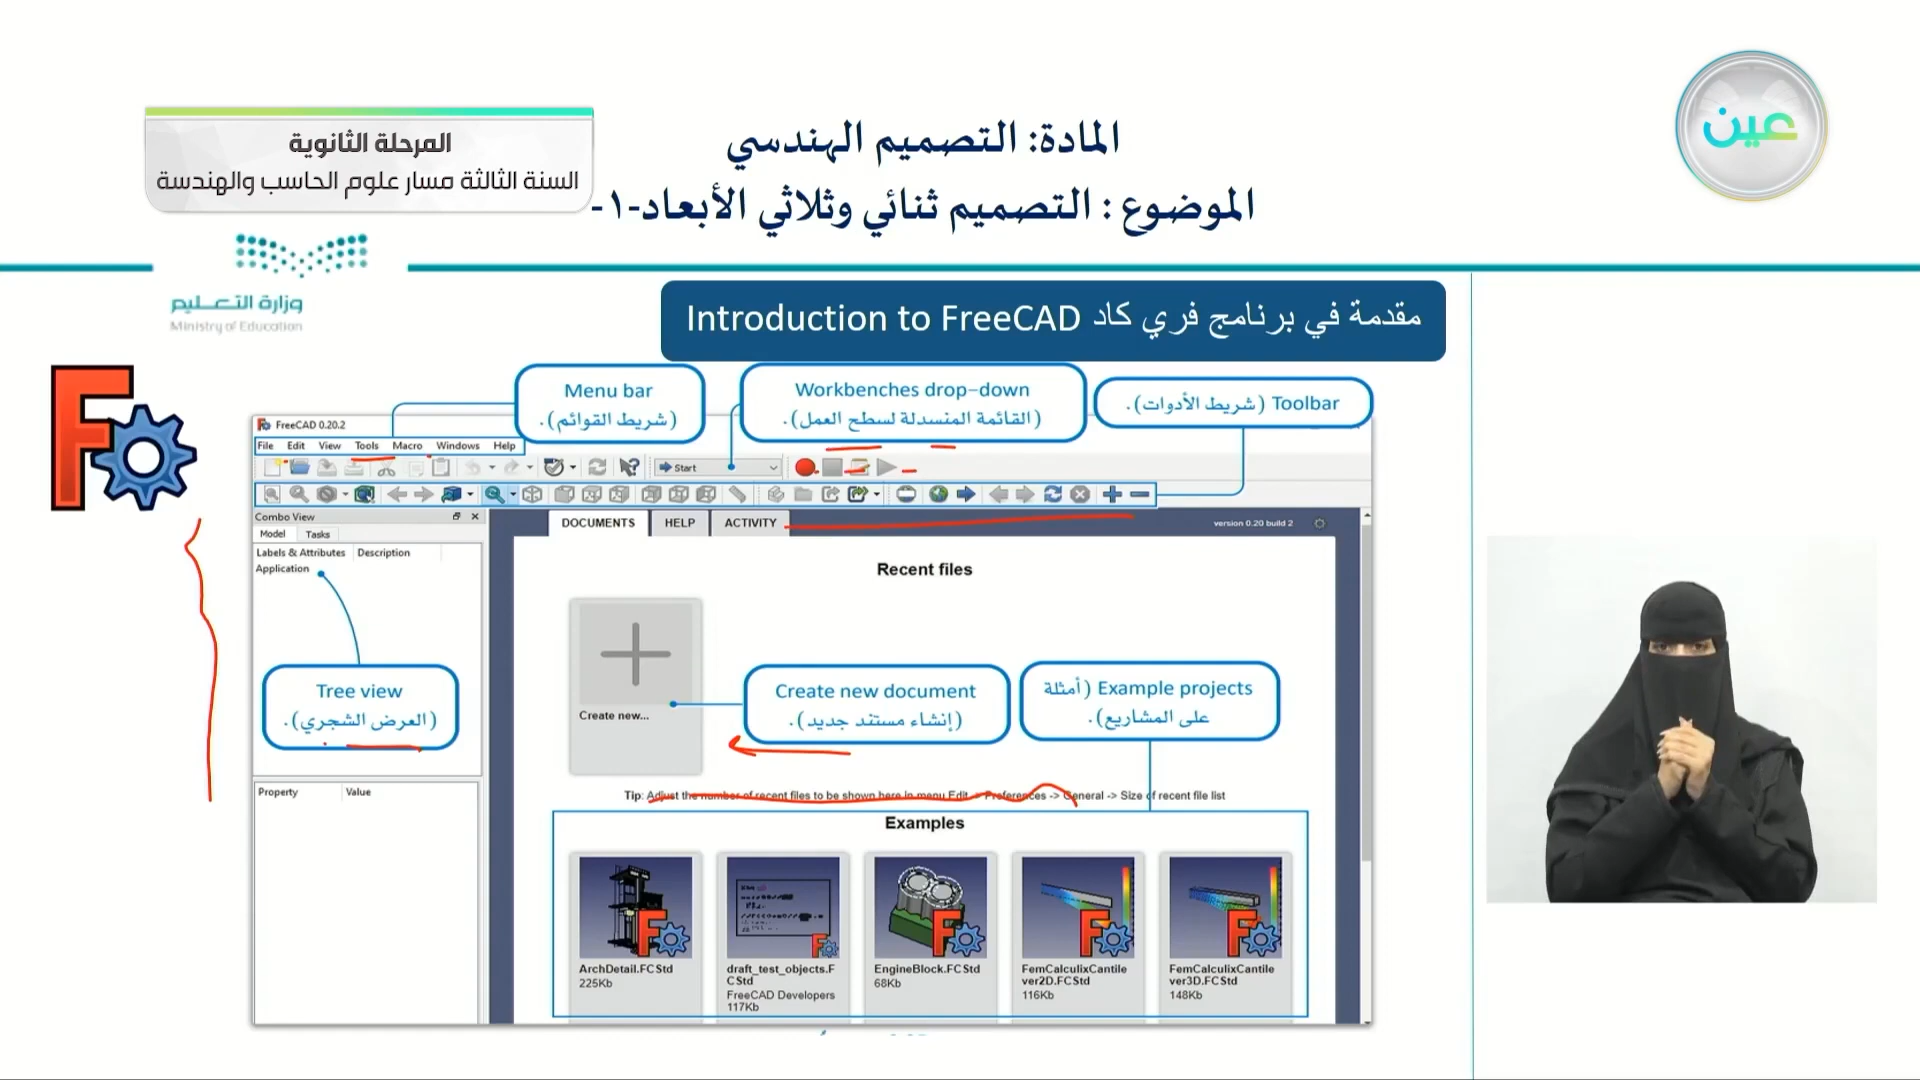 عين
المرحلة الثانوية
السنة الثالثة مسار علوم الحاسب والهندسة
المادة: التصميم الهندسي
الموضوع : التصميم ثنائي وثلاثي الأبعاد-١-
وزارة التعليم
Ministry of Education
مقدمة في برنامج فري كاد Introduction to FreeCAD
Menu bar
(شريط القوائم).
Workbenches drop-down
(القائمة المنسدلة لسطح العمل).
Toolbar (شريط الأدوات).
FreeCAD 0.20.2
File Edit View Tools Macro Windows Help
Start
Combo View
Model Tasks
Labels & Attributes Description
Application
DOCUMENTS HELP ACTIVITY
version 0.20 build 2
Recent files
Create new...
Tree view
(العرض الشجري).
Create new document
(إنشاء مستند جديد).
Example projects (أمثلة
على المشاريع).
Property Value
Tip: Adjust the number of recent files to be shown here in menu Edit -> Preferences -> General -> Size of recent file list
Examples
ArchDetail.FCStd
225Kb
draft_test_objects.F
CStd
FreeCAD Developers
117Kb
EngineBlock.FCStd
68Kb
FemCalculixCantile
ver2D.FCStd
116Kb
FemCalculixCantile
ver3D.FCStd
148Kb